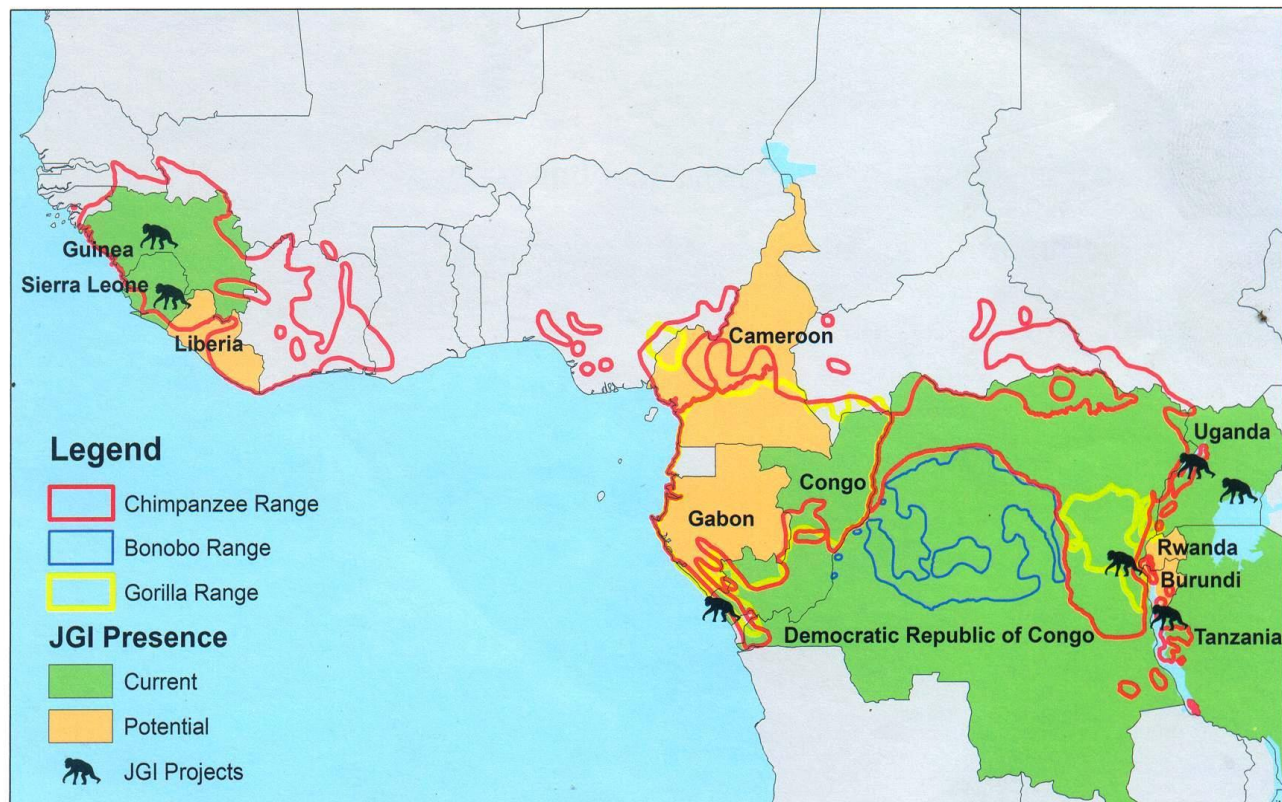 Guinea
Sierra Leone
Liberia
Cameroon
Uganda
Congo
Gabon
Rwanda
Burundi
Democratic Republic of Congo
Tanzania
Legend
Chimpanzee Range
Bonobo Range
Gorilla Range
JGI Presence
Current
Potential
JGI Projects